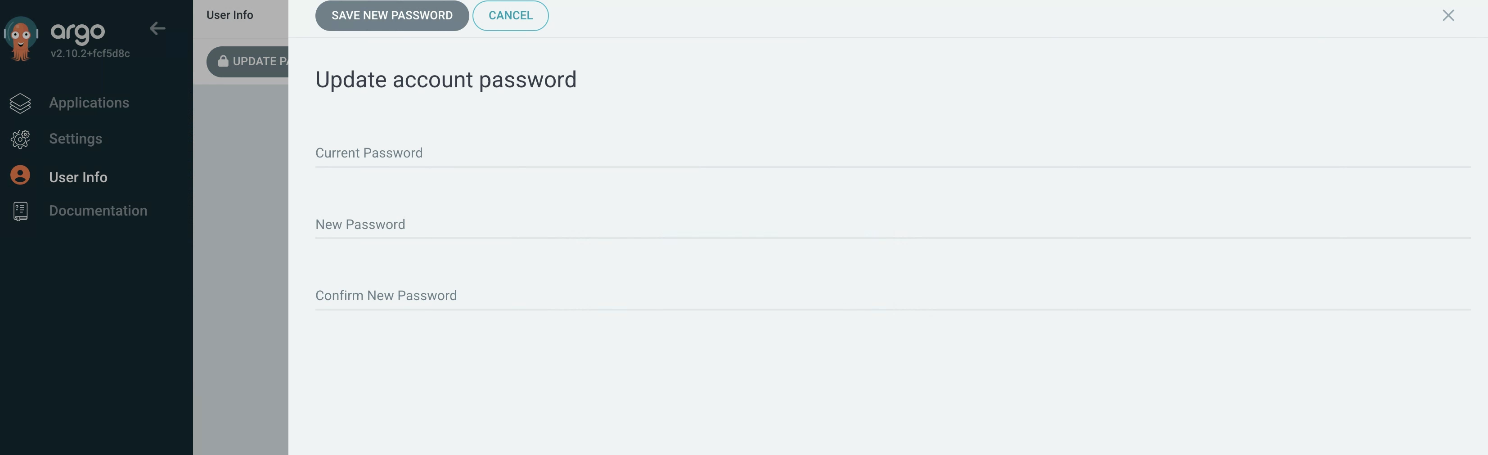 argo
v2.10.2+fcf5d8c
Applications
Settings
User Info
Documentation
User Info
UPDATE PA
SAVE NEW PASSWORD
CANCEL
Update account password
Current Password
New Password
Confirm New Password